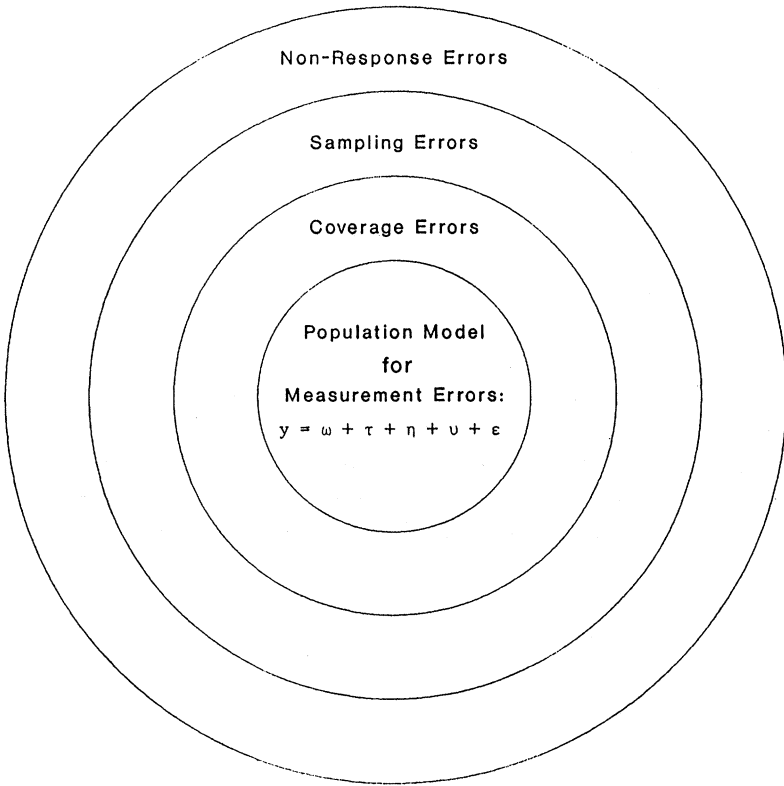 Non-Response Errors
Sampling Errors
Coverage Errors
Population Model
for
Measurement Errors:
y = ω + τ + η + υ + ε